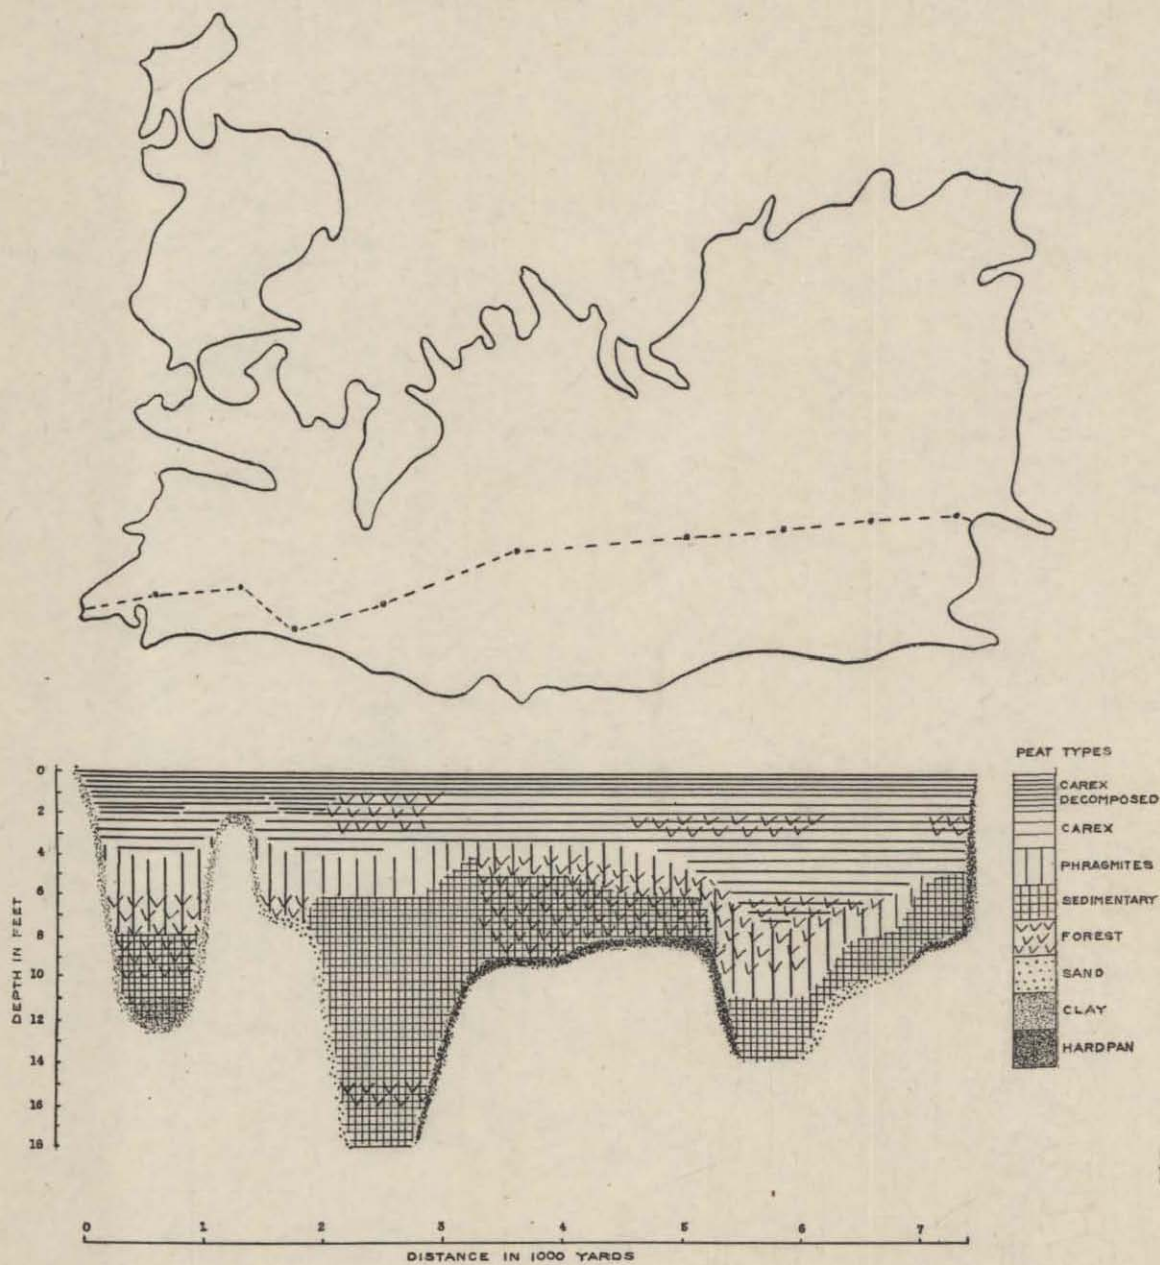 PEAT TYPES
CAREX
DECOMPOSED
CAREX
PHRAGMITES
SEDIMENTARY
FOREST
SAND
CLAY
HARDPAN
DEPTH IN FEET
0
2
4
6
8
10
12
14
16
18
0 1 2 3 4 5 6 7
DISTANCE IN 1000 YARDS